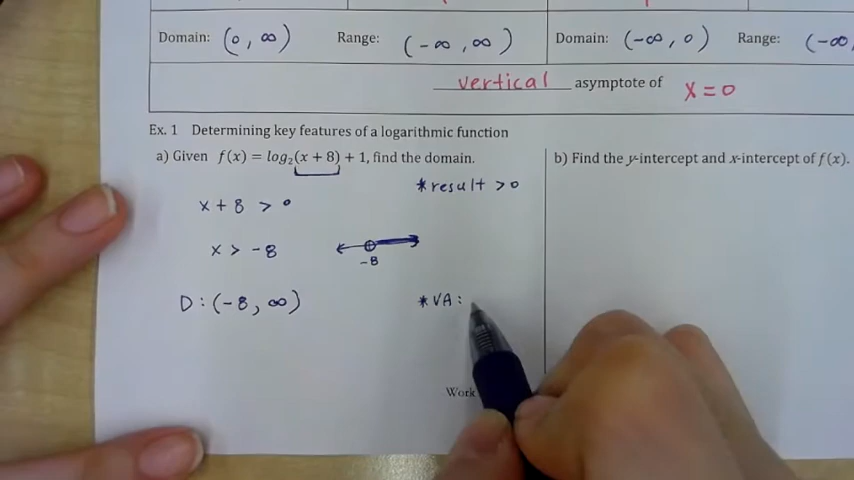 Domain: (0, ∞) Range: (-∞, ∞) Domain: (-∞, 0) Range: (-∞,
vertical asymptote of x = 0
Ex. 1 Determining key features of a logarithmic function
a) Given f(x) = log₂(x + 8) + 1, find the domain.
*result > 0
x + 8 > 0
x > -8
-8
D: (-8, ∞)
*VA:
b) Find the y-intercept and x-intercept of f(x).
Work